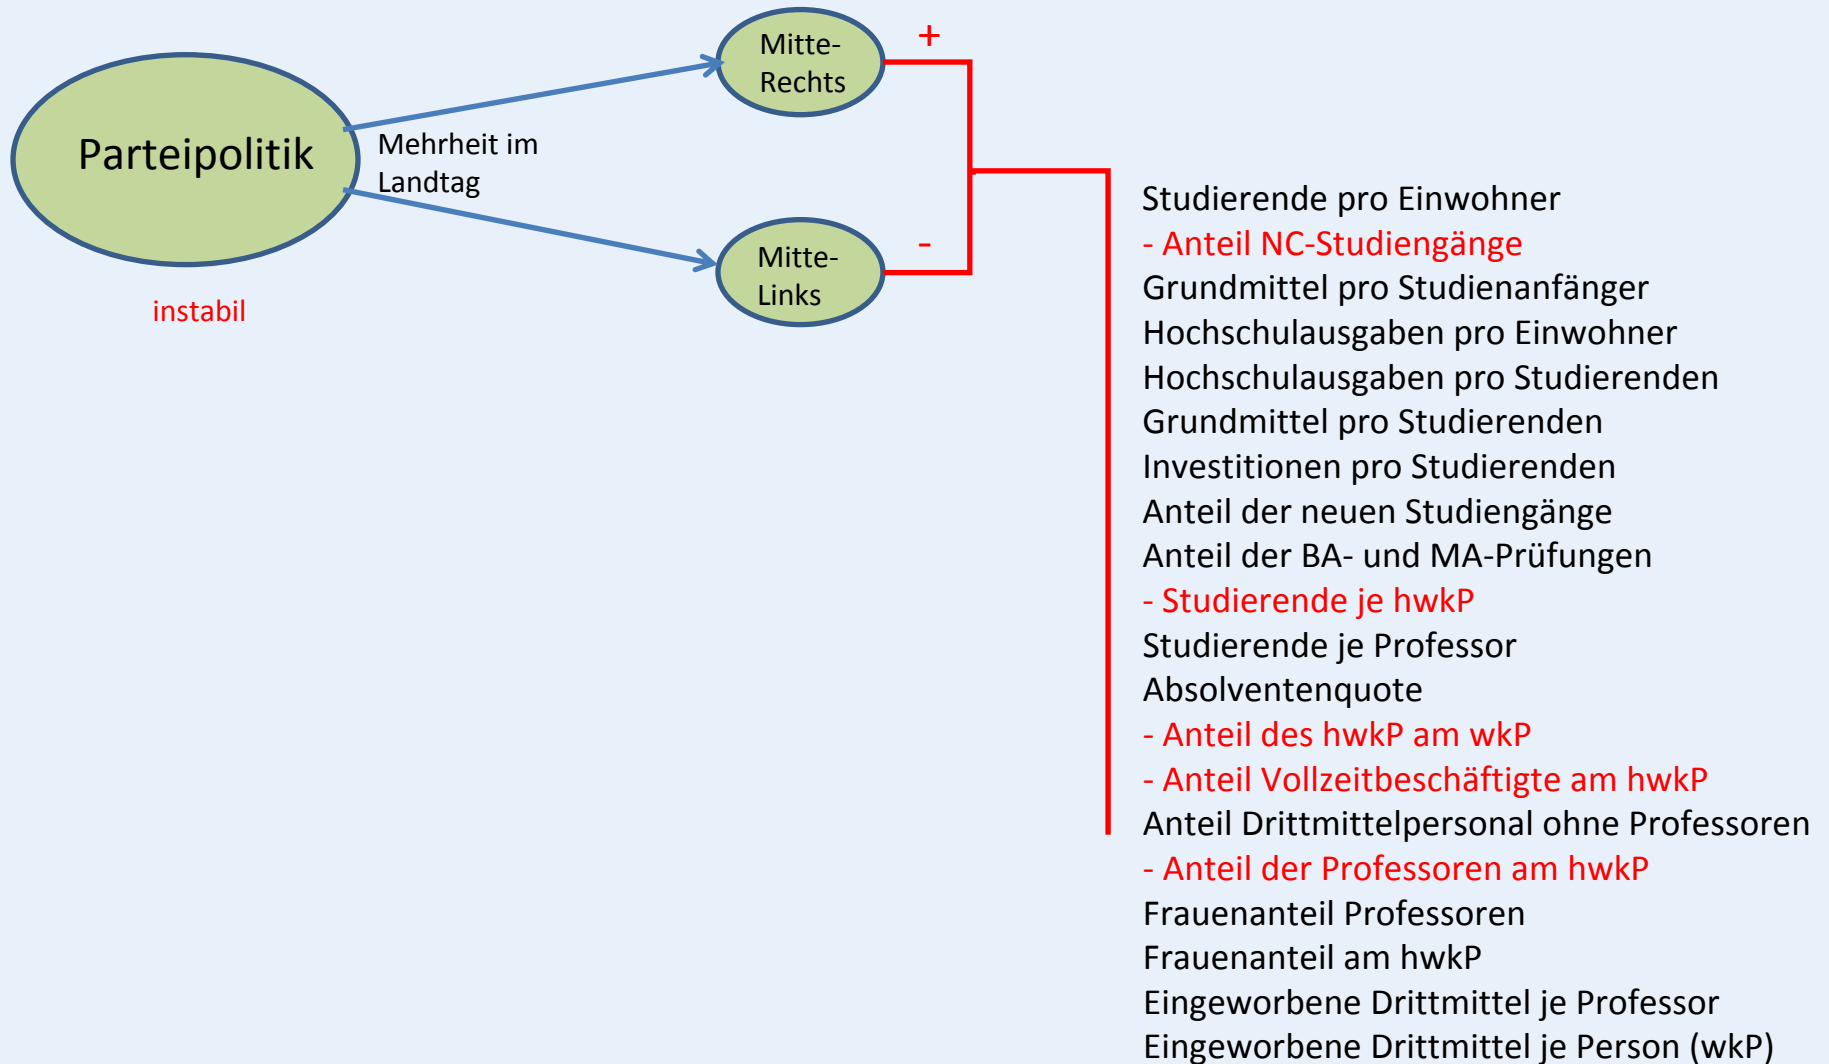 Parteipolitik
instabil
Mehrheit im
Landtag
Mitte-
Rechts
+
Mitte-
Links
-
Studierende pro Einwohner
- Anteil NC-Studiengänge
Grundmittel pro Studienanfänger
Hochschulausgaben pro Einwohner
Hochschulausgaben pro Studierenden
Grundmittel pro Studierenden
Investitionen pro Studierenden
Anteil der neuen Studiengänge
Anteil der BA- und MA-Prüfungen
- Studierende je hwkP
Studierende je Professor
Absolventenquote
- Anteil des hwkP am wkP
- Anteil Vollzeitbeschäftigte am hwkP
Anteil Drittmittelpersonal ohne Professoren
- Anteil der Professoren am hwkP
Frauenanteil Professoren
Frauenanteil am hwkP
Eingeworbene Drittmittel je Professor
Eingeworbene Drittmittel je Person (wkP)